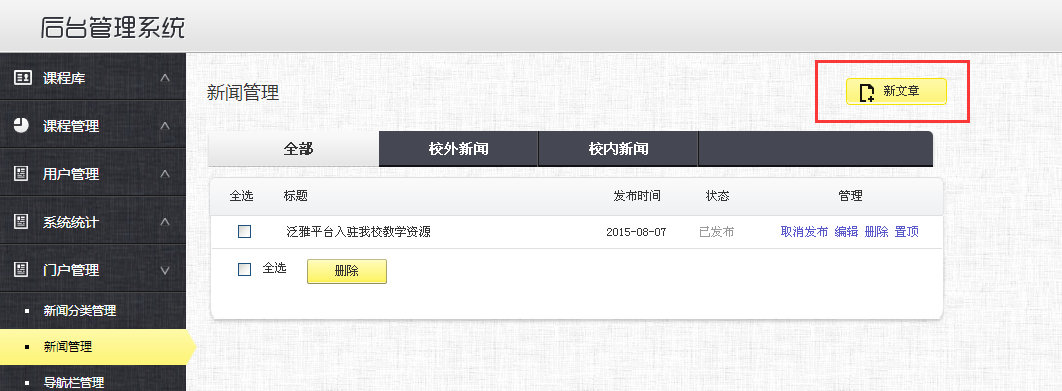 后台管理系统
课程库
课程管理
用户管理
系统统计
门户管理
新闻分类管理
新闻管理
导航栏管理
新闻管理
新文章
全部 校外新闻 校内新闻
全选 标题 发布时间 状态 管理
泛雅平台入驻我校教学资源 2015-08-07 已发布 取消发布 编辑 删除 置顶
全选 删除